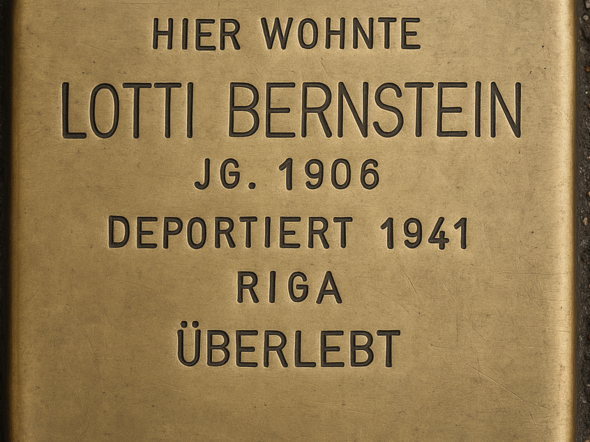 HIER WOHNTE
LOTTI BERNSTEIN
JG. 1906
DEPORTIERT 1941
RIGA
ÜBERLEBT